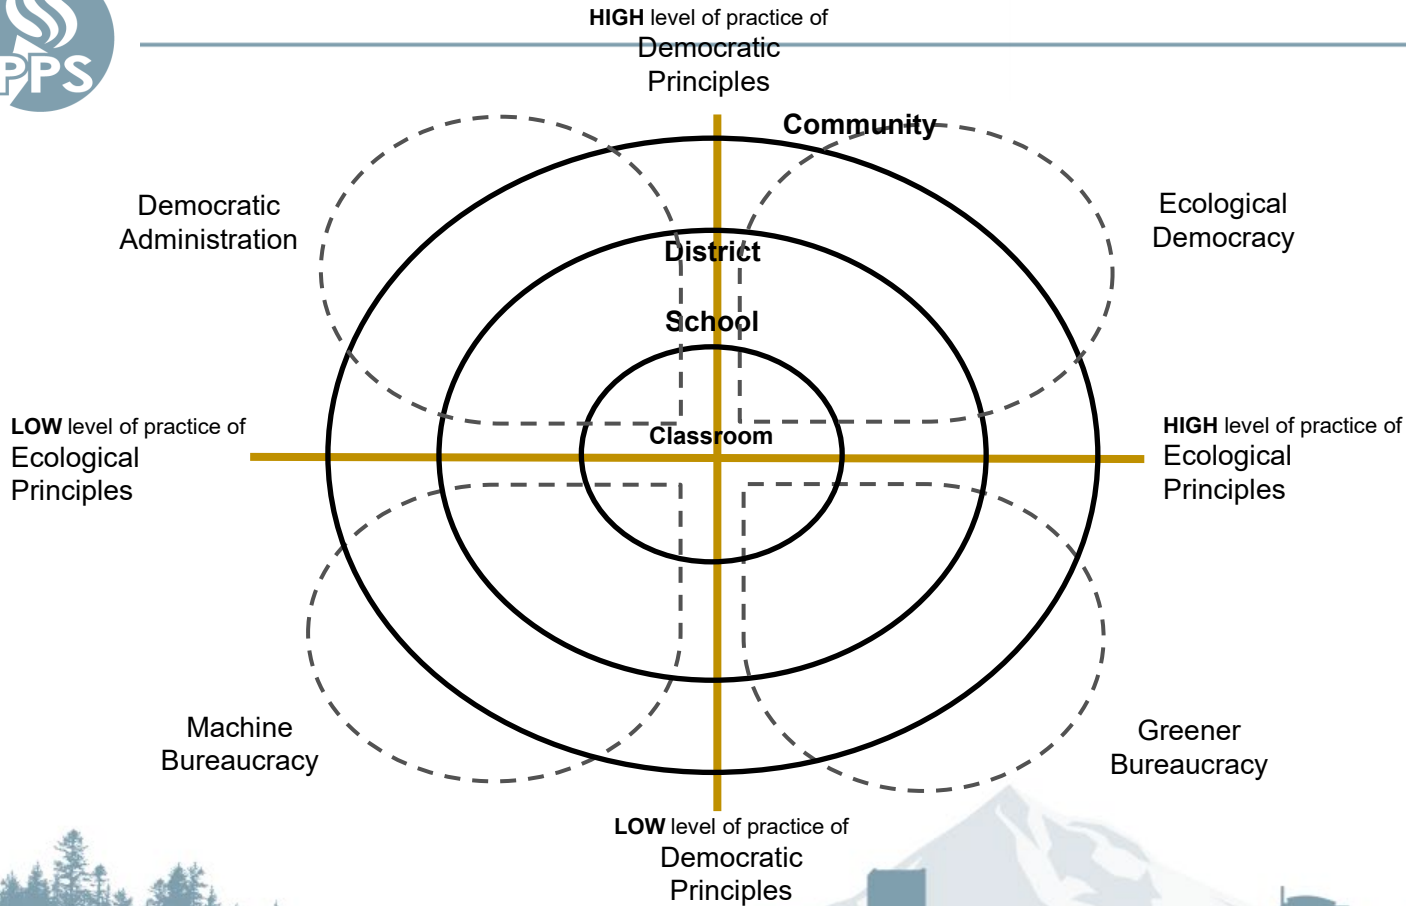 PPS
HIGH level of practice of
Democratic
Principles
Community
Democratic
Administration
Ecological
Democracy
District
School
LOW level of practice of
Ecological
Principles
Classroom
HIGH level of practice of
Ecological
Principles
Machine
Bureaucracy
Greener
Bureaucracy
LOW level of practice of
Democratic
Principles